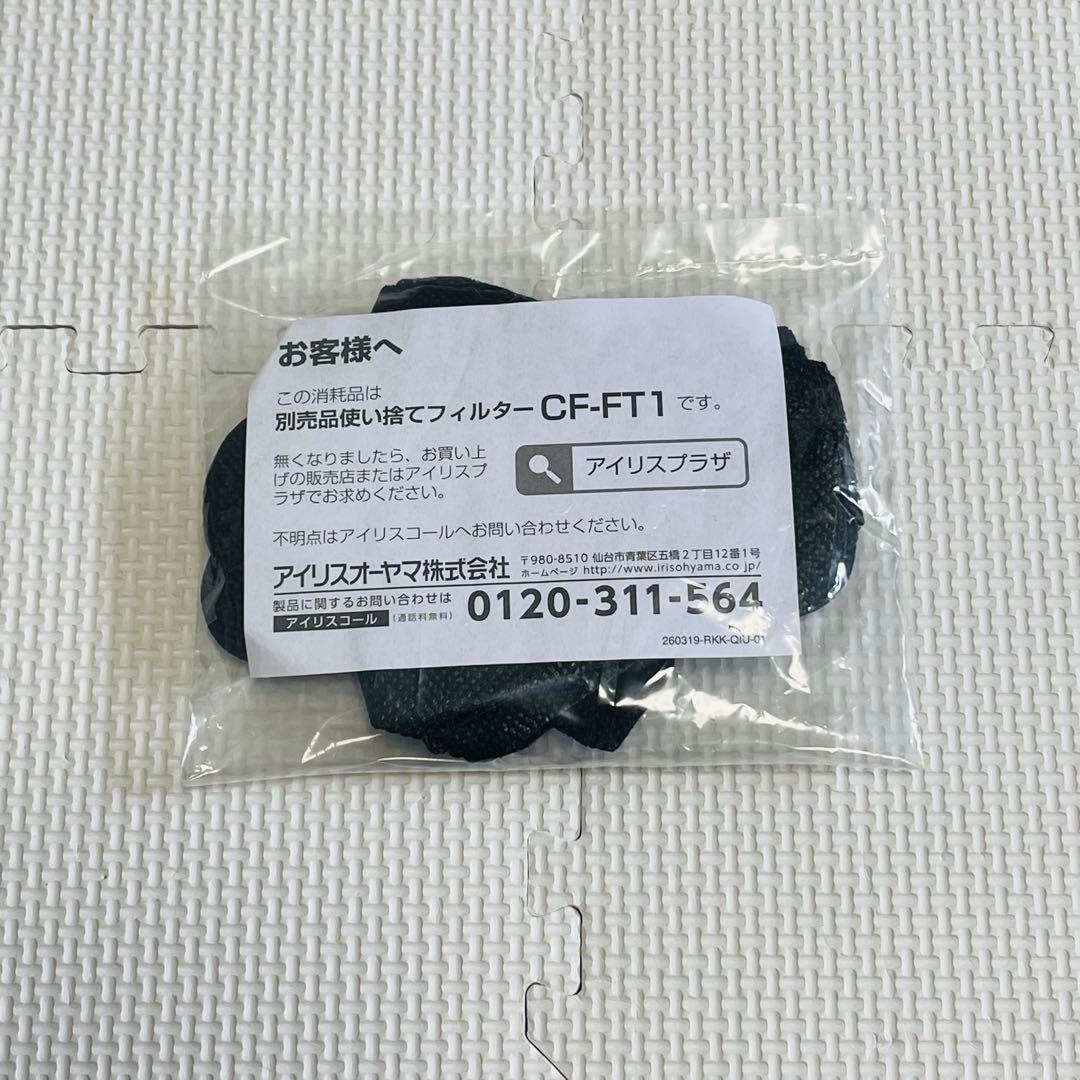 お客様へ
この消耗品は
別売品使い捨てフィルター CF-FT1 です。
無くなりましたら、お買い上
げの販売店またはアイリスプ
ラザでお求めください。
アイリスプラザ
不明点はアイリスコールへお問い合わせください。
アイリスオーヤマ株式会社
〒980-8510 仙台市青葉区五橋2丁目12番1号
ホームページ http://www.irisohyama.co.jp/
製品に関するお問い合わせは
アイリスコール (通話料無料)
0120-311-564
260319-RKK-QIU-01